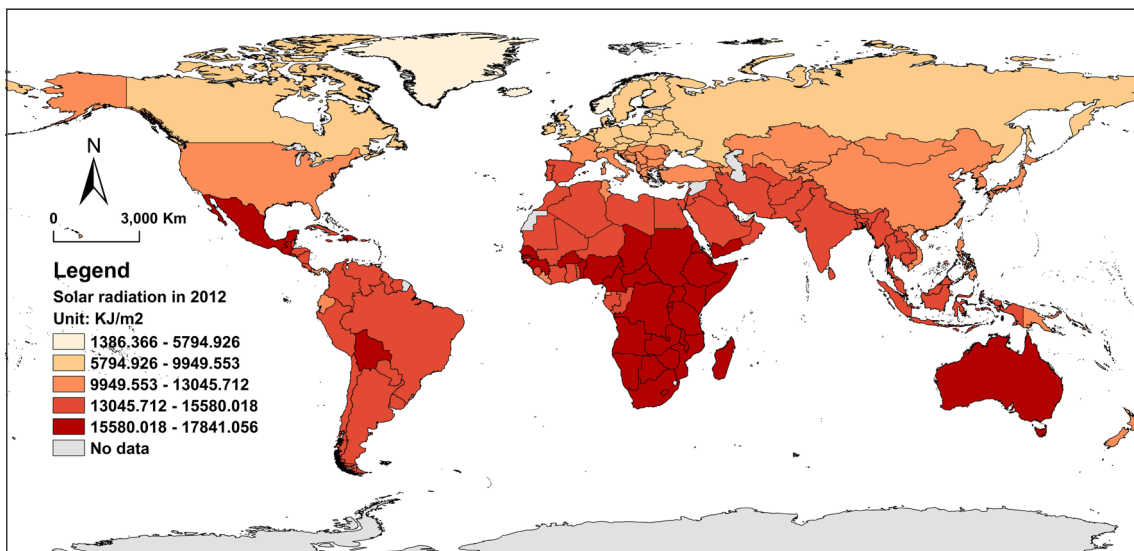 N
0 3,000 Km
Legend
Solar radiation in 2012
Unit: KJ/m2
1386.366 - 5794.926
5794.926 - 9949.553
9949.553 - 13045.712
13045.712 - 15580.018
15580.018 - 17841.056
No data